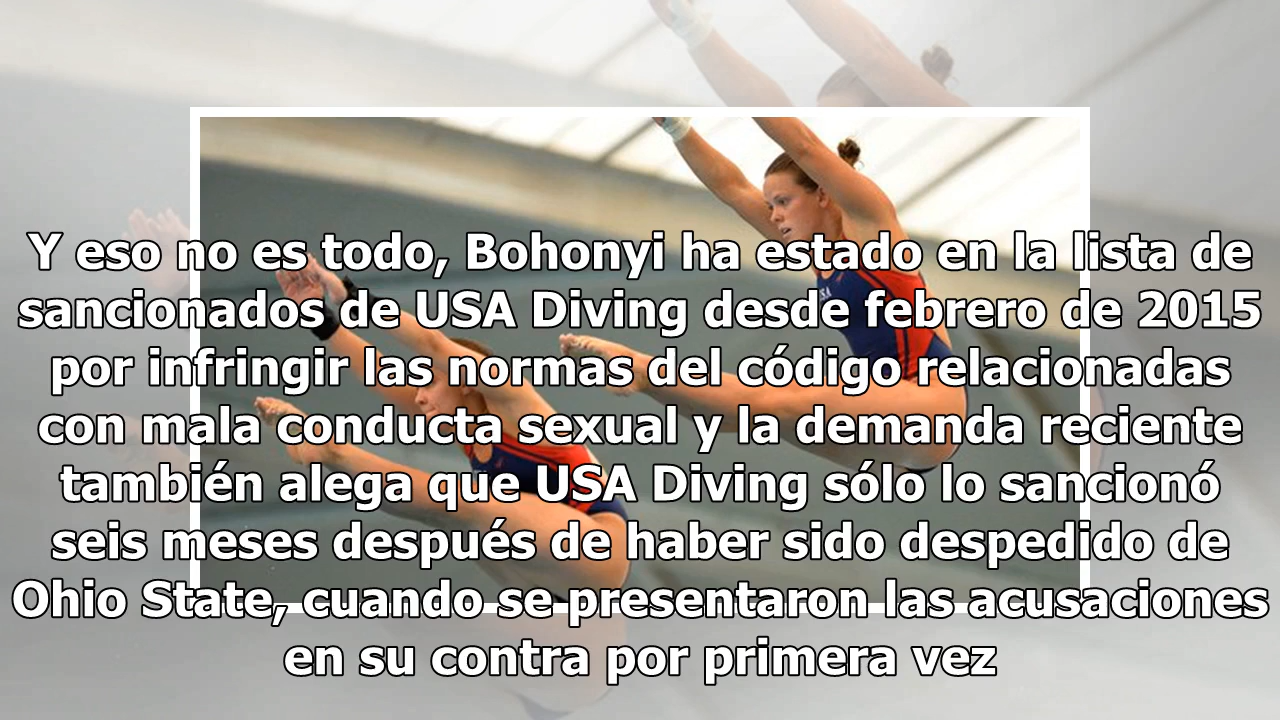 Y eso no es todo, Bohonyi ha estado en la lista de
sancionados de USA Diving desde febrero de 2015
por infringir las normas del código relacionadas
con mala conducta sexual y la demanda reciente
también alega que USA Diving sólo lo sancionó
seis meses después de haber sido despedido de
Ohio State, cuando se presentaron las acusaciones
en su contra por primera vez